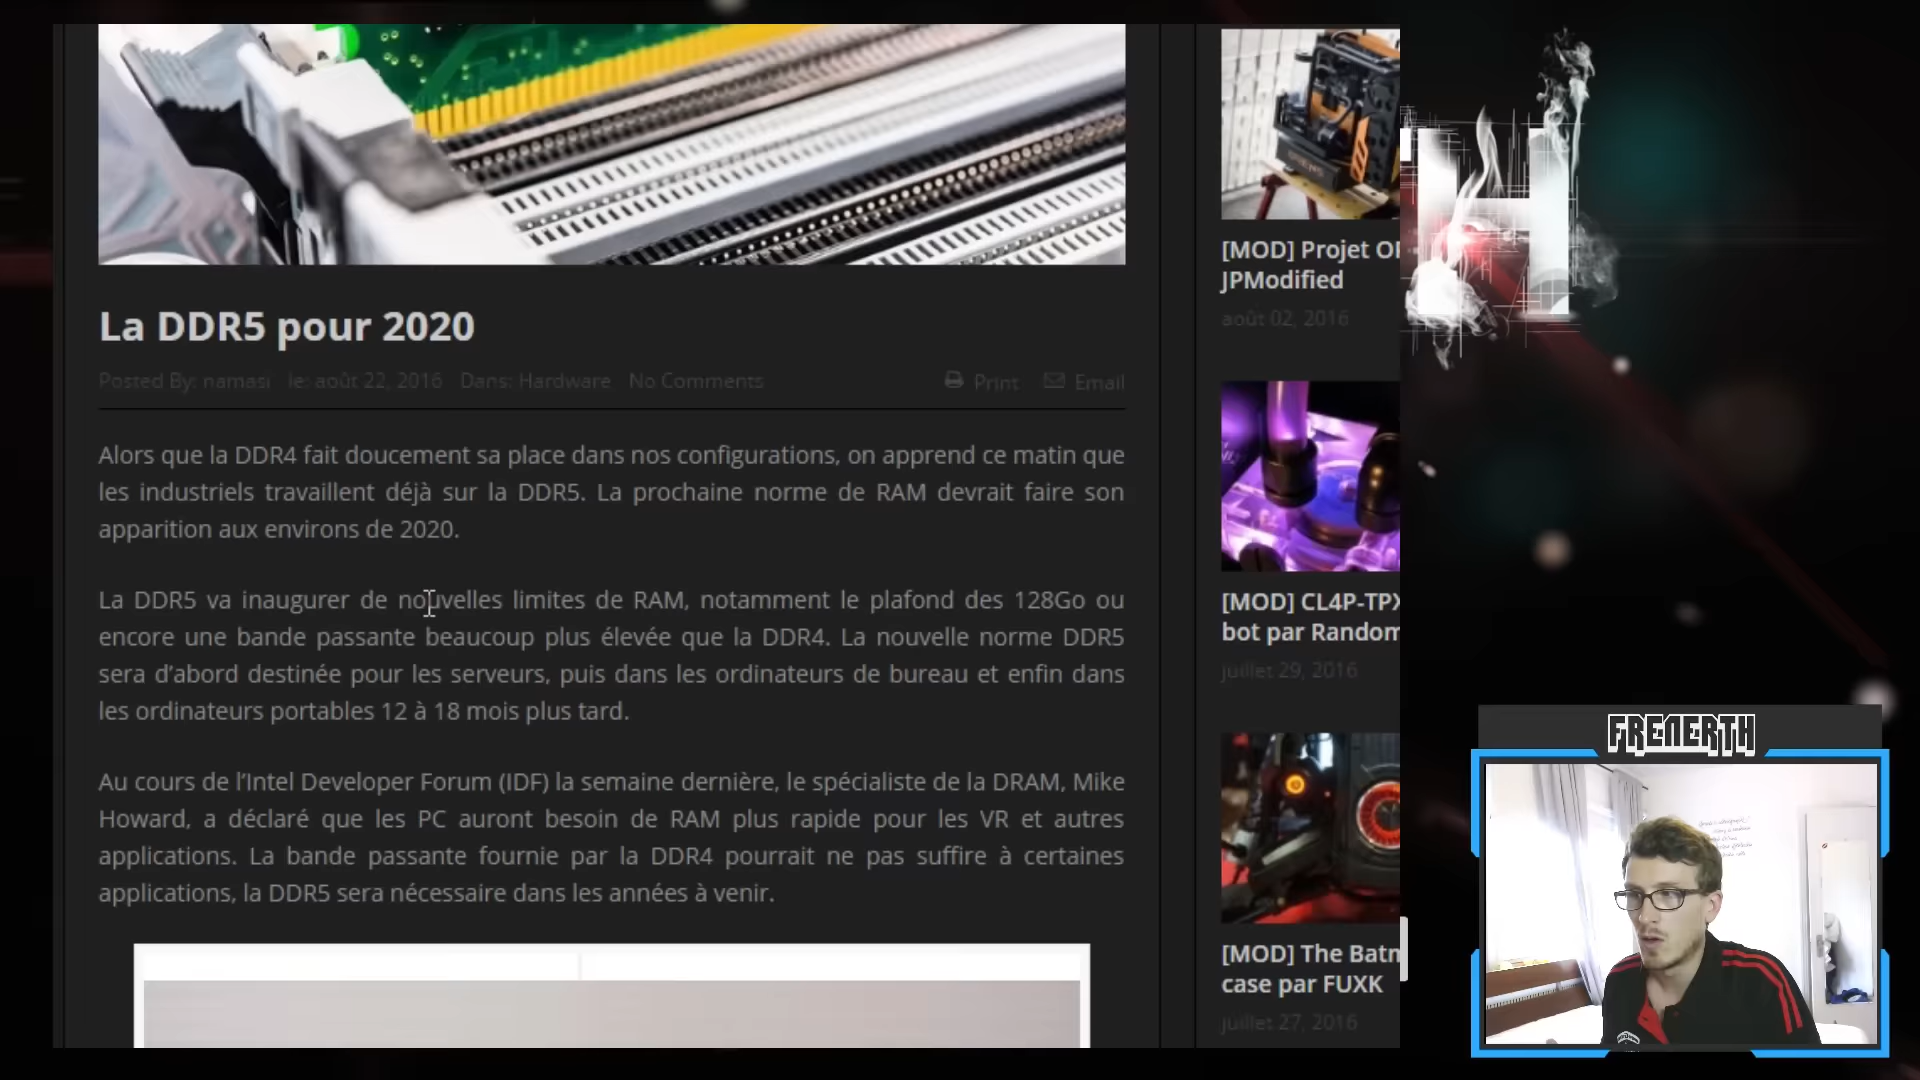 La DDR5 pour 2020
Posted By: namasi le: août 22, 2016 Dans: Hardware No Comments
Print Email
Alors que la DDR4 fait doucement sa place dans nos configurations, on apprend ce matin que
les industriels travaillent déjà sur la DDR5. La prochaine norme de RAM devrait faire son
apparition aux environs de 2020.
La DDR5 va inaugurer de nouvelles limites de RAM, notamment le plafond des 128Go ou
encore une bande passante beaucoup plus élevée que la DDR4. La nouvelle norme DDR5
sera d’abord destinée pour les serveurs, puis dans les ordinateurs de bureau et enfin dans
les ordinateurs portables 12 à 18 mois plus tard.
Au cours de l’Intel Developer Forum (IDF) la semaine dernière, le spécialiste de la DRAM, Mike
Howard, a déclaré que les PC auront besoin de RAM plus rapide pour les VR et autres
applications. La bande passante fournie par la DDR4 pourrait ne pas suffire à certaines
applications, la DDR5 sera nécessaire dans les années à venir.
[MOD] Projet
JPModified
août 02, 2016
[MOD] CL4P-TP
bot par Random
juillet 29, 2016
[MOD] The Bat
case par FUXK
juillet 27, 2016
H
FRENERTH